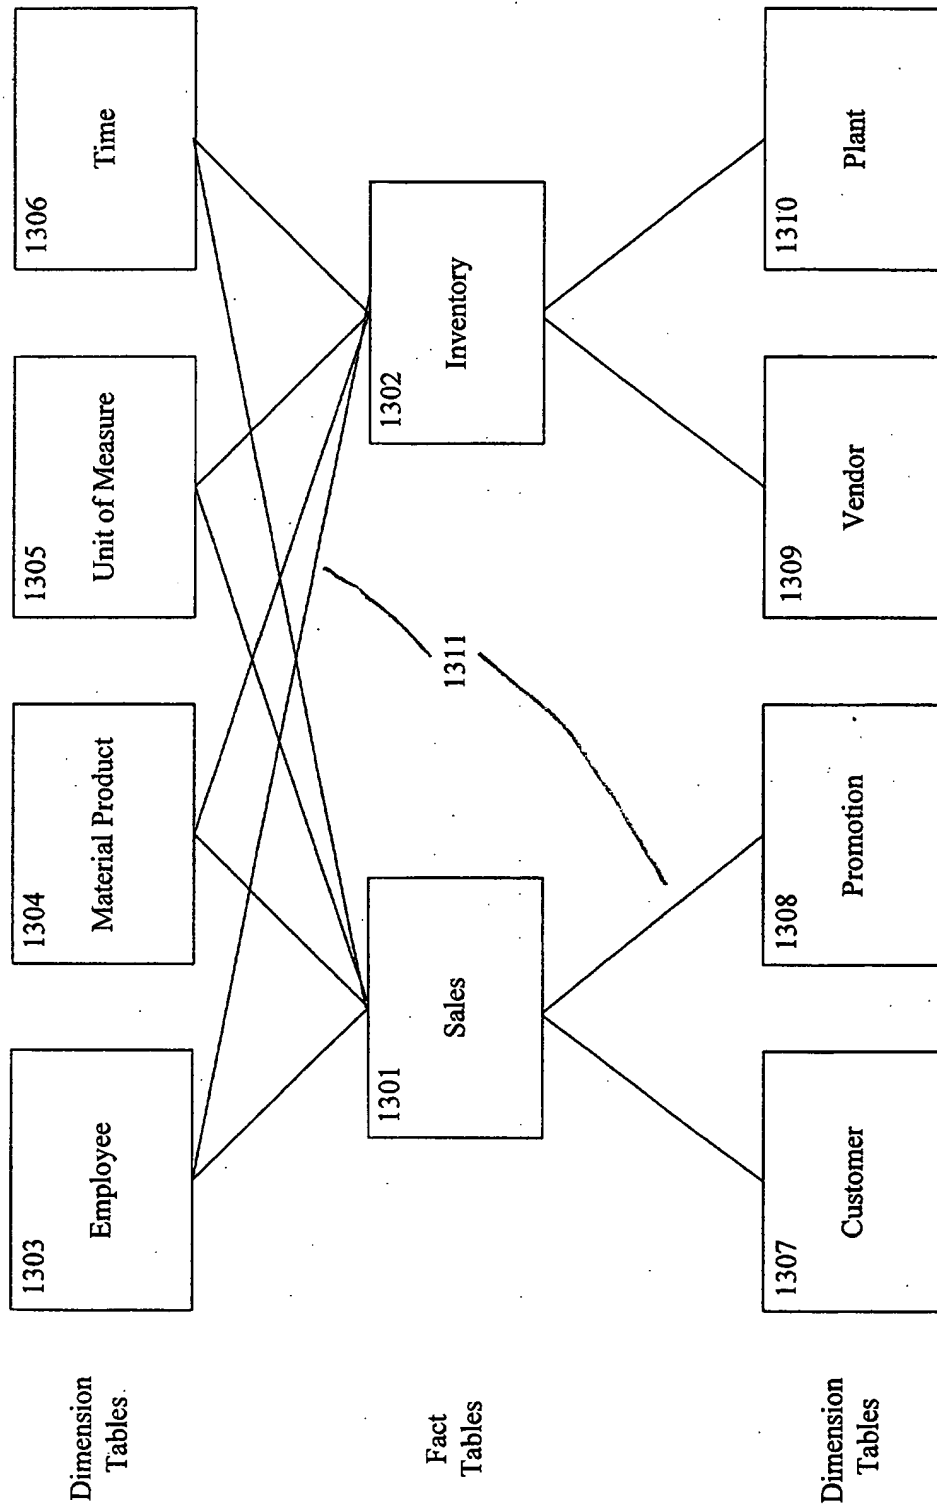 Dimension
Tables
1303
Employee
1304
Material Product
1305
Unit of Measure
1306
Time
Fact
Tables
1301
Sales
1311
1302
Inventory
Dimension
Tables
1307
Customer
1308
Promotion
1309
Vendor
1310
Plant